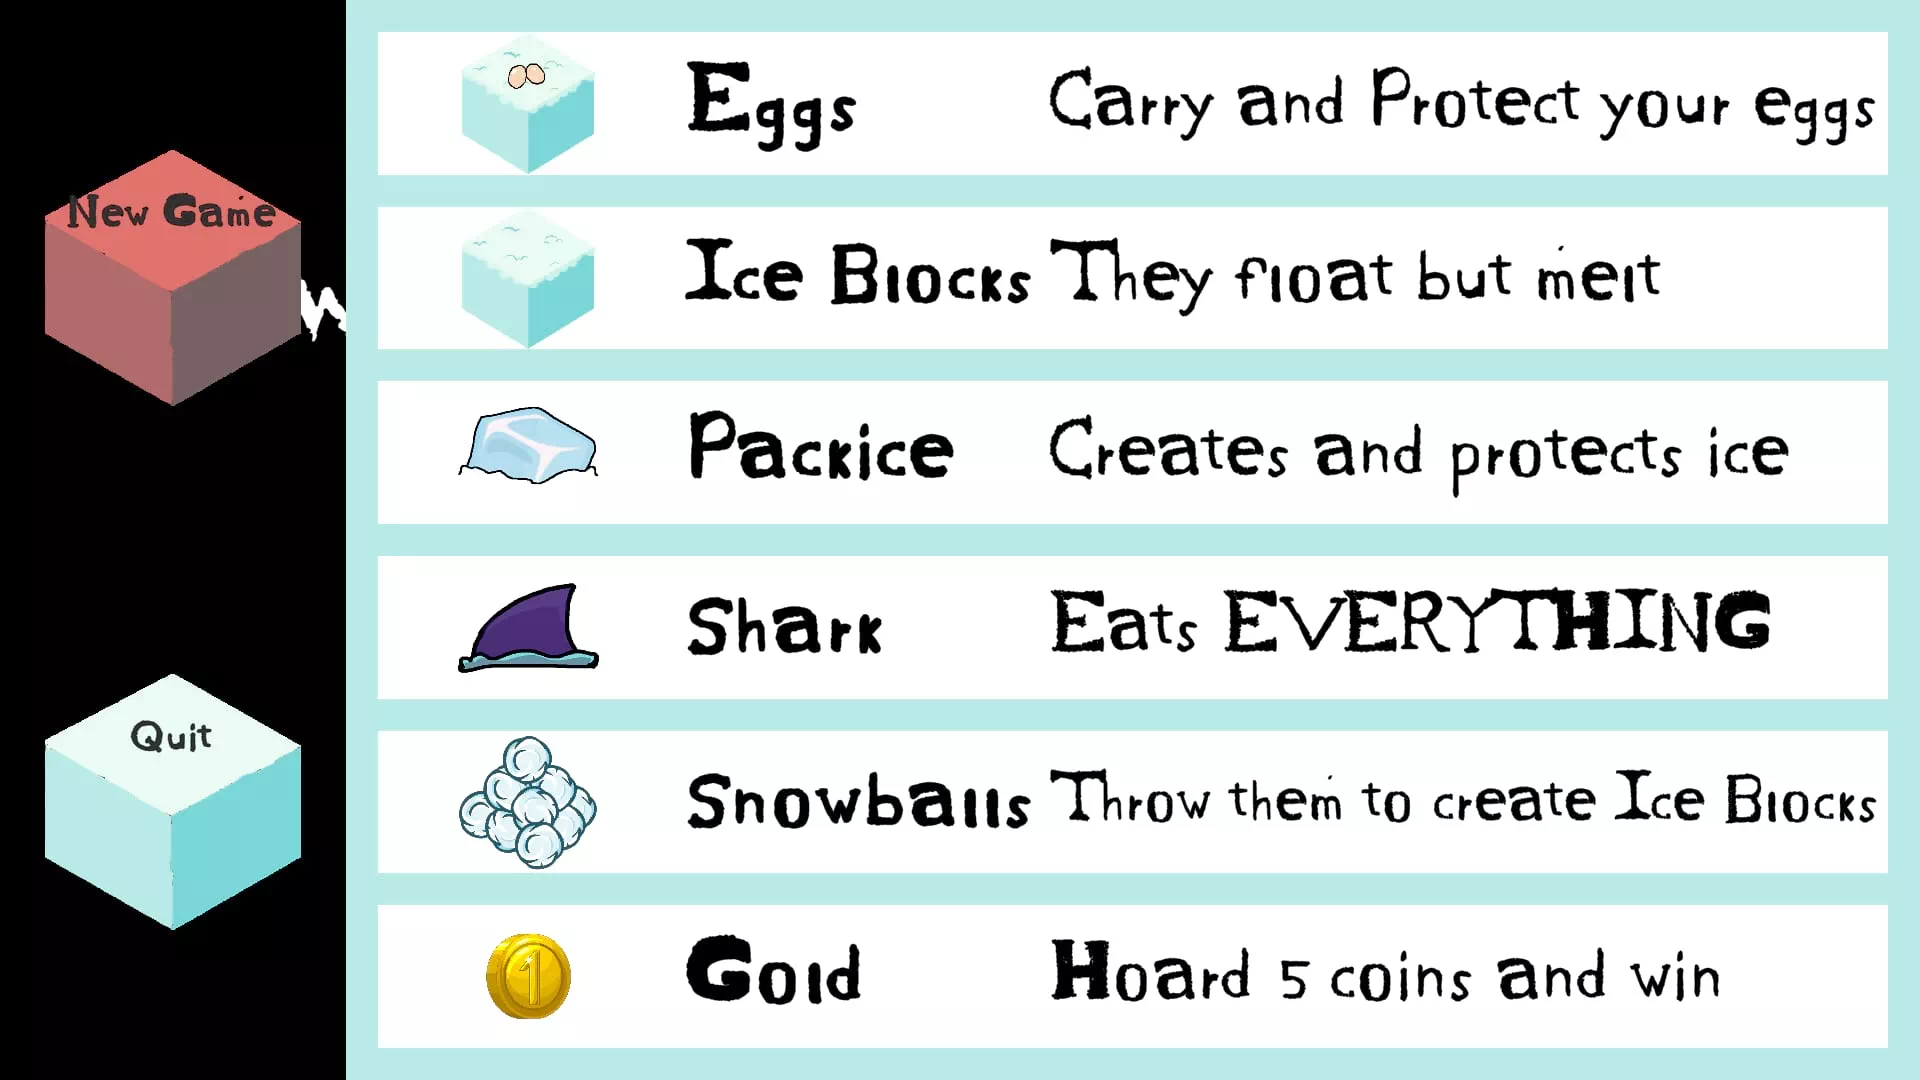 New Game
Quit
Eggs Carry and Protect your eggs
Ice Blocks They float but melt
Packice Creates and protects ice
Shark Eats EVERYTHING
Snowballs Throw them to create Ice Blocks
1
Gold Hoard 5 coins and win